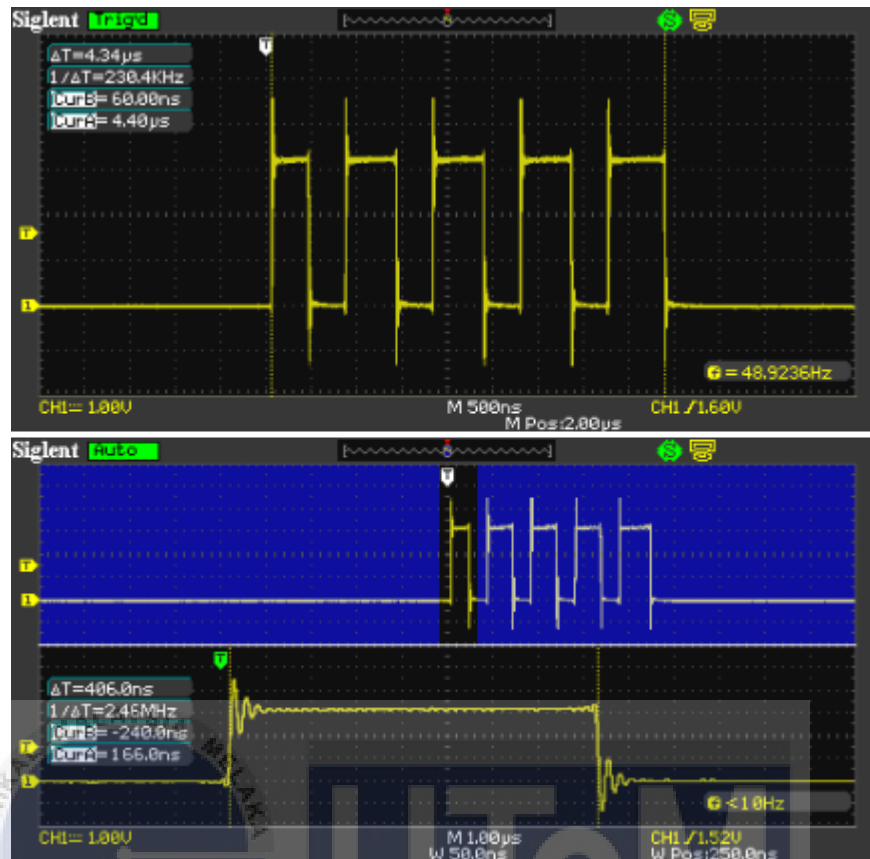 Siglent Trig'd
ΔT=4.34µs
1/ΔT=230.4KHz
CurB= 60.00ns
CurA= 4.40µs
T
T
1
f = 48.9236Hz
CH1 1.00V M 500ns CH1 / 1.60V
M Pos:2.00µs
Siglent Auto
T
T
1
T
ΔT=406.0ns
1/ΔT=2.46MHz
CurB= -240.0ns
CurA= 166.0ns
T
1
MELAKA
UTeM
f <10Hz
CH1 1.00V M 1.00µs CH1 / 1.52V
W 50.0ns W Pos:250.0ns